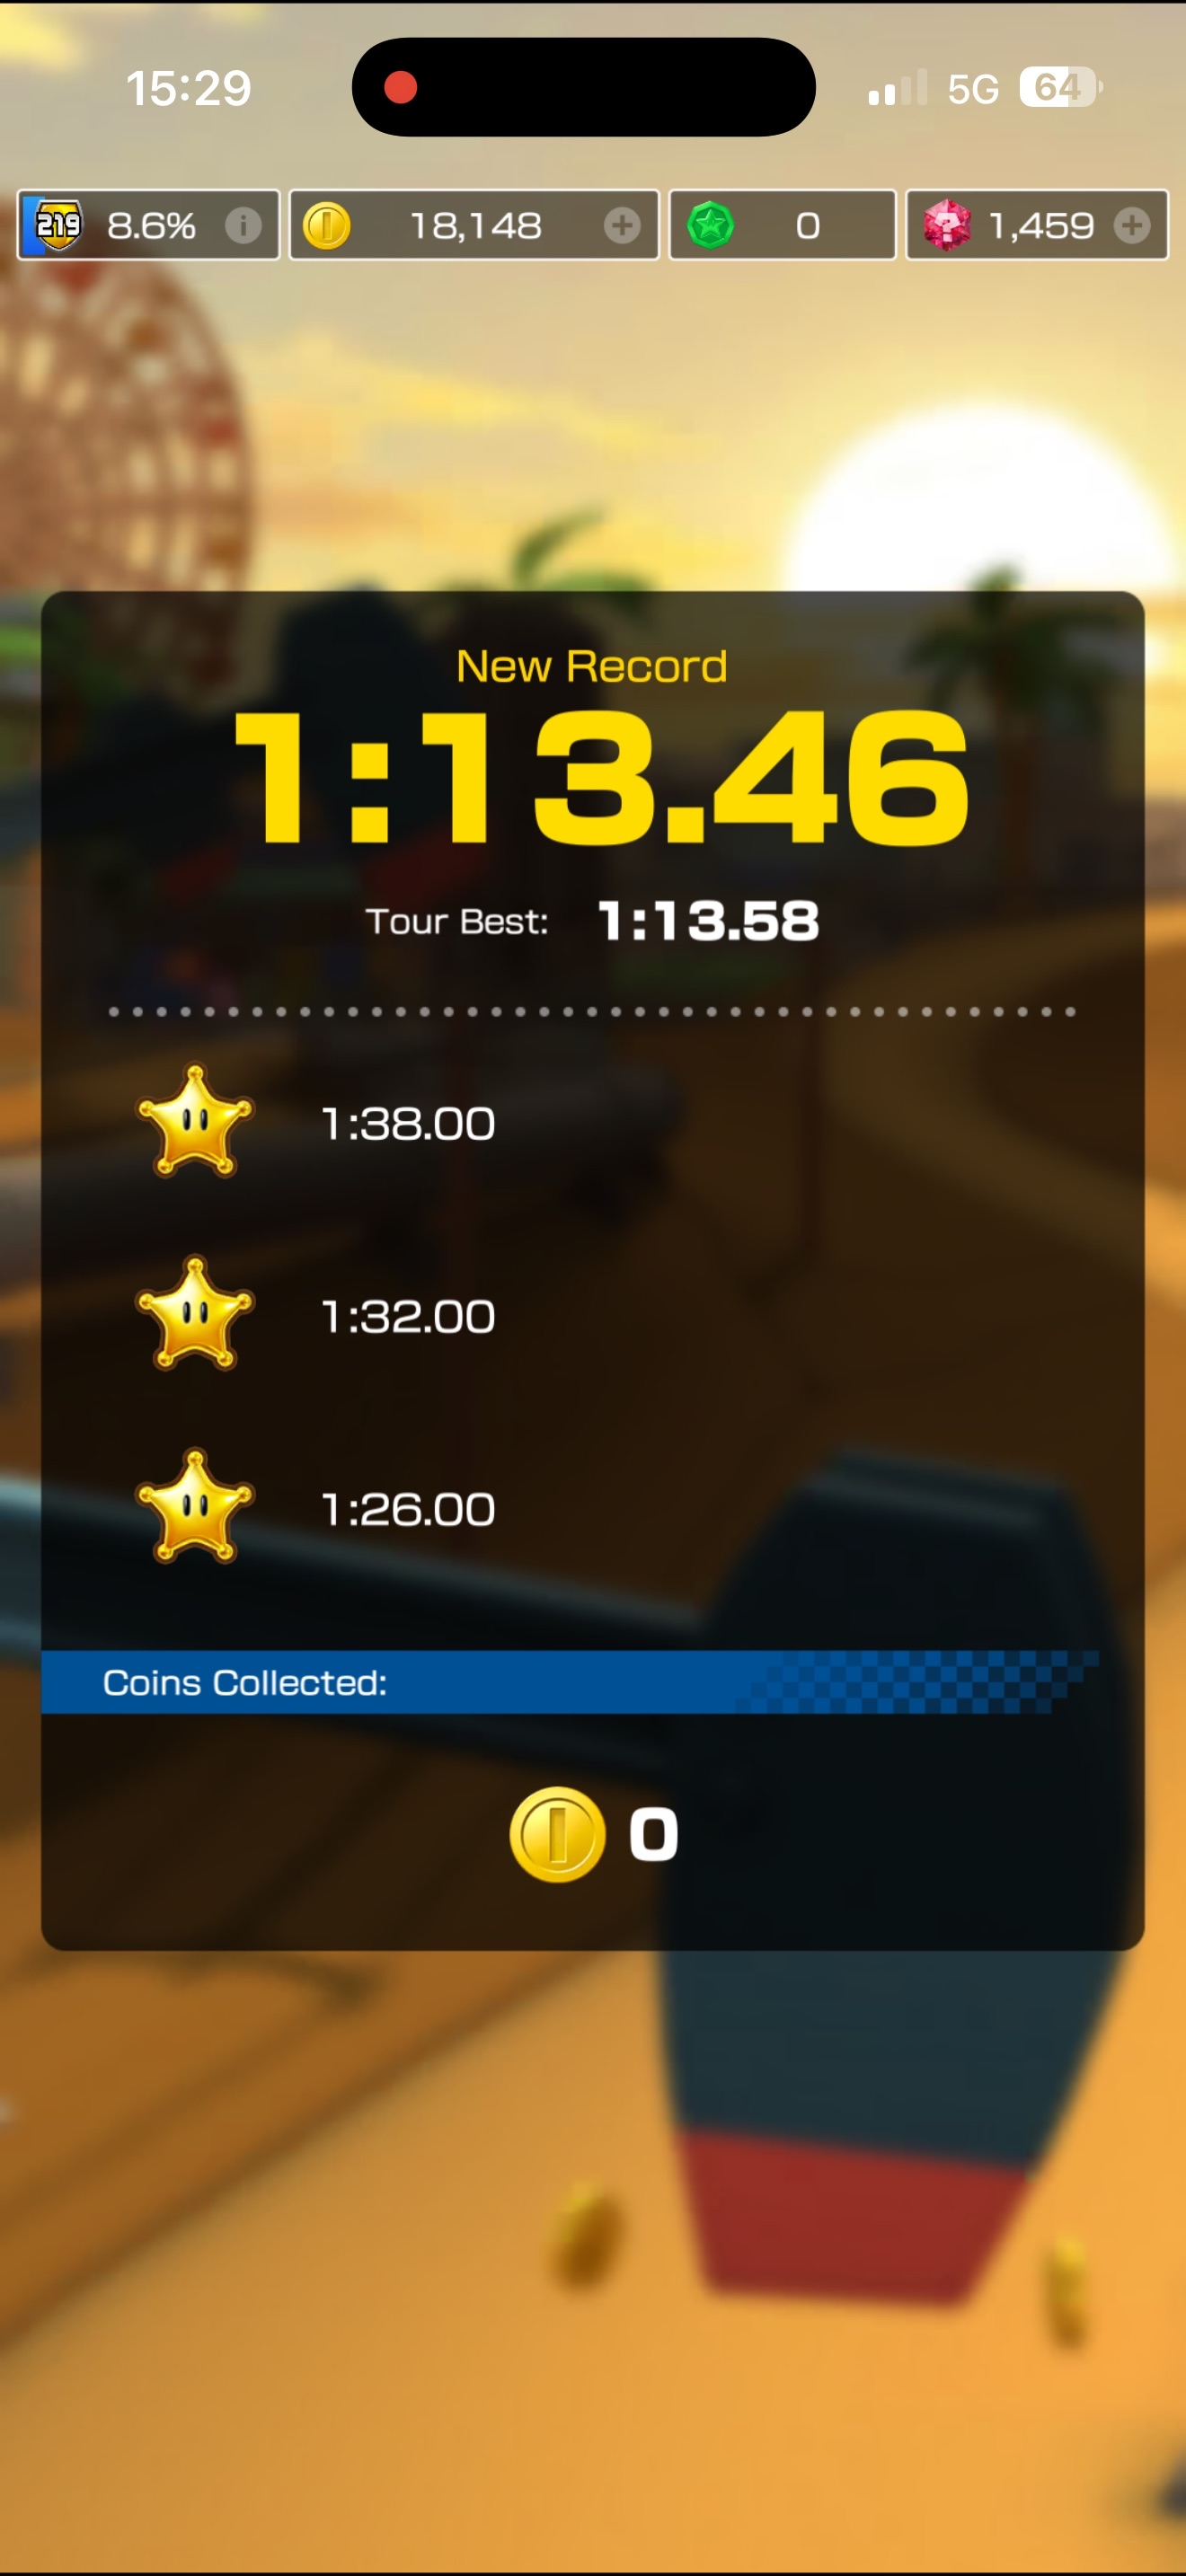 15:29 5G 64
219 8.6% i 18,148 + 0 ? 1,459 +
New Record
1:13.46
Tour Best: 1:13.58
1:38.00
1:32.00
1:26.00
Coins Collected:
0